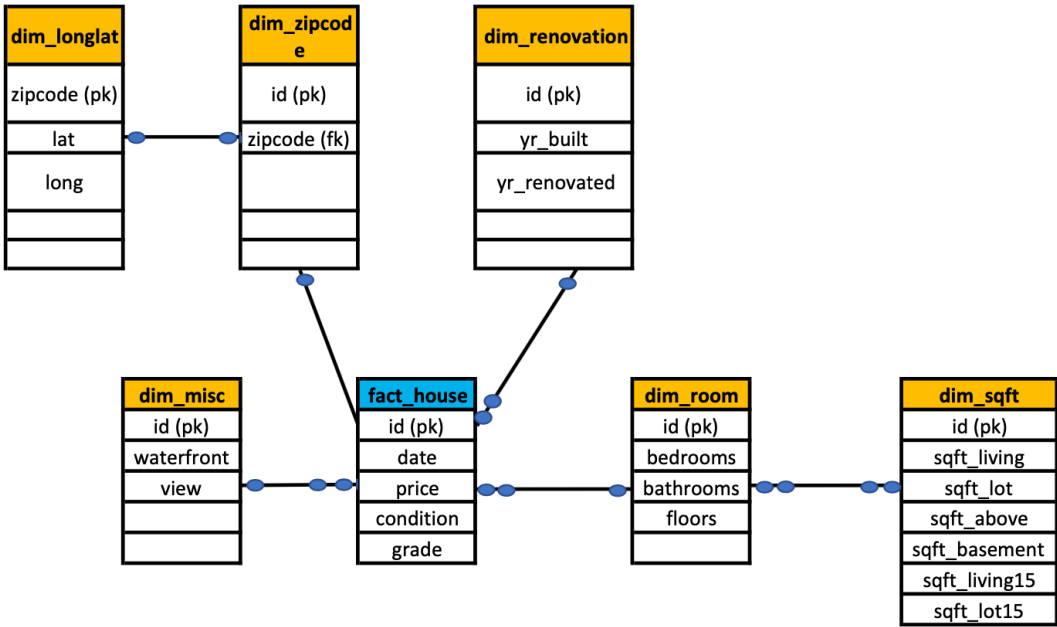 dim_longlat
zipcode (pk)
lat
long
dim_zipcod
e
id (pk)
zipcode (fk)
dim_renovation
id (pk)
yr_built
yr_renovated
dim_misc
id (pk)
waterfront
view
fact_house
id (pk)
date
price
condition
grade
dim_room
id (pk)
bedrooms
bathrooms
floors
dim_sqft
id (pk)
sqft_living
sqft_lot
sqft_above
sqft_basement
sqft_living15
sqft_lot15